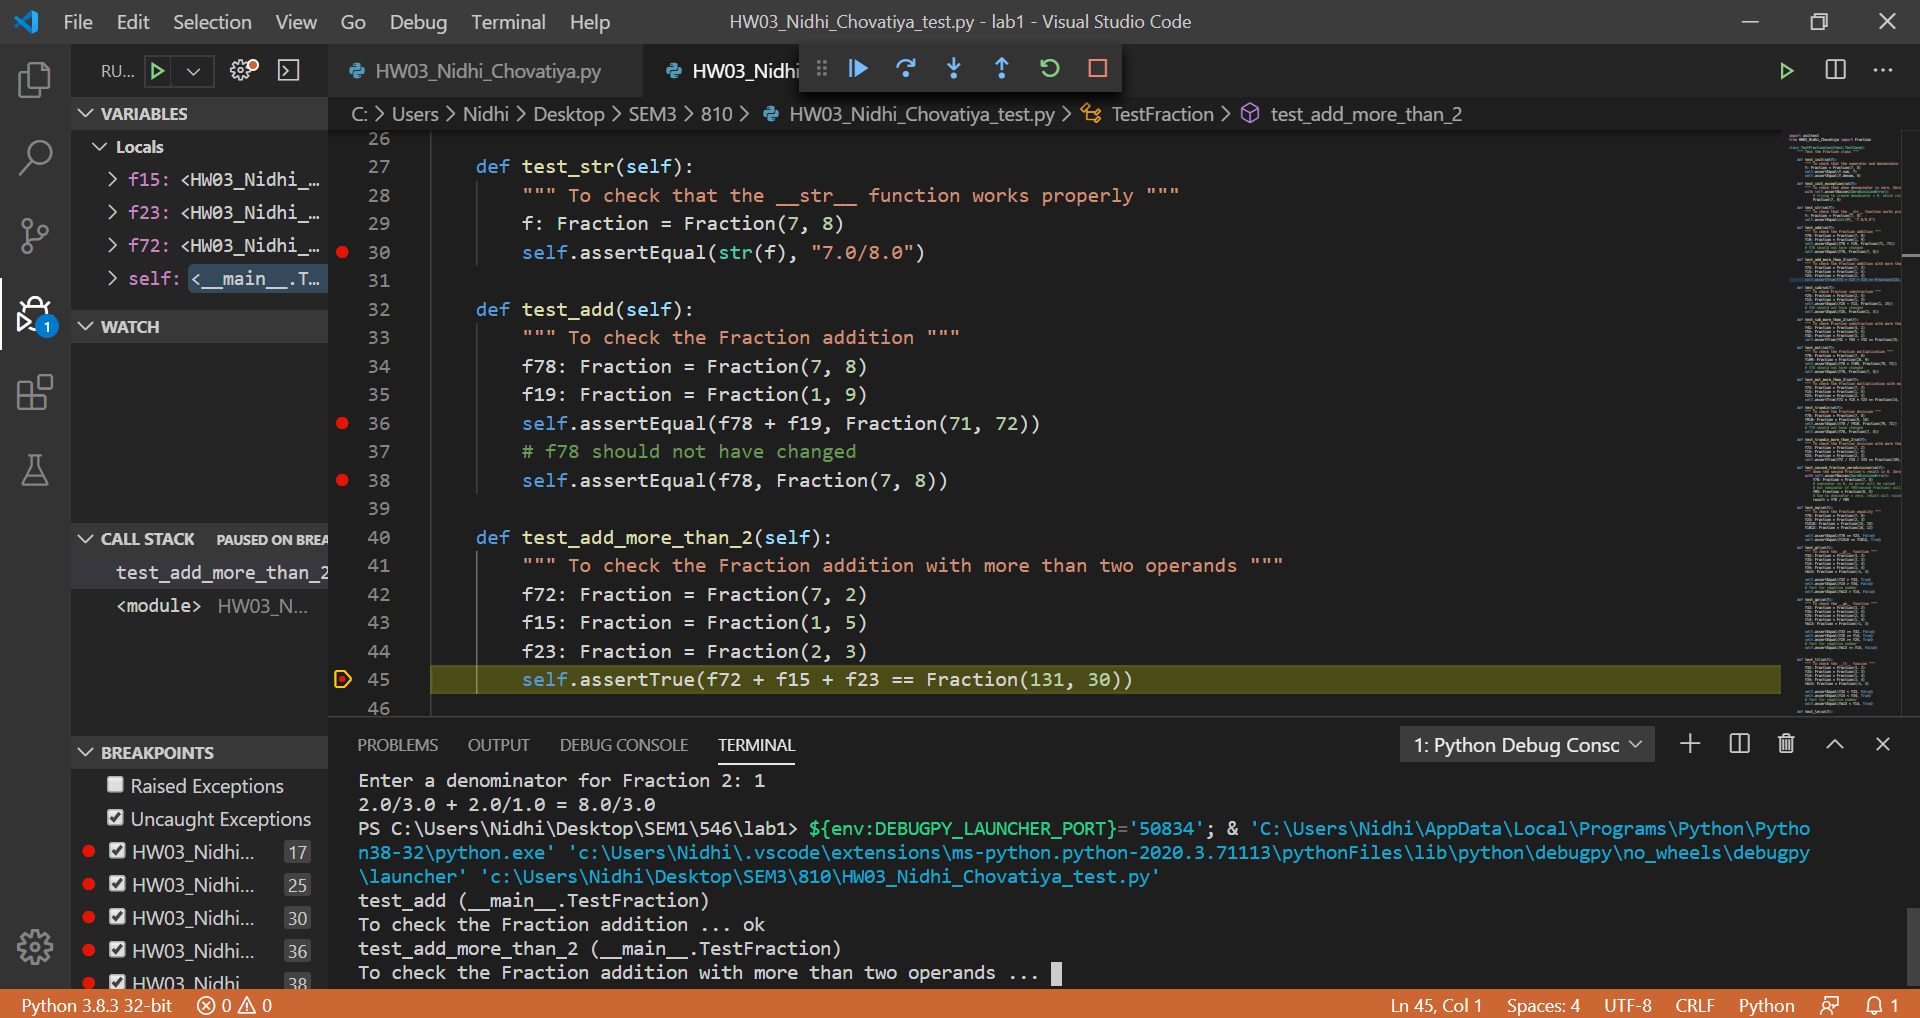 File Edit Selection View Go Debug Terminal Help
HW03_Nidhi_Chovatiya_test.py - lab1 - Visual Studio Code
RU...
HW03_Nidhi_Chovatiya.py
HW03_Nidhi
C: > Users > Nidhi > Desktop > SEM3 > 810 > HW03_Nidhi_Chovatiya_test.py > TestFraction > test_add_more_than_2
VARIABLES
Locals
f15: <HW03_Nidhi_...
f23: <HW03_Nidhi_...
f72: <HW03_Nidhi_...
self: <__main__.T...
WATCH
1
CALL STACK PAUSED ON BREA
test_add_more_than_2
<module> HW03_N...
BREAKPOINTS
Raised Exceptions
Uncaught Exceptions
HW03_Nidhi... 17
HW03_Nidhi... 25
HW03_Nidhi... 30
HW03_Nidhi... 36
HW03_Nidhi... 38
26
27 def test_str(self):
28 """ To check that the __str__ function works properly """
29 f: Fraction = Fraction(7, 8)
30 self.assertEqual(str(f), "7.0/8.0")
31
32 def test_add(self):
33 """ To check the Fraction addition """
34 f78: Fraction = Fraction(7, 8)
35 f19: Fraction = Fraction(1, 9)
36 self.assertEqual(f78 + f19, Fraction(71, 72))
37 # f78 should not have changed
38 self.assertEqual(f78, Fraction(7, 8))
39
40 def test_add_more_than_2(self):
41 """ To check the Fraction addition with more than two operands """
42 f72: Fraction = Fraction(7, 2)
43 f15: Fraction = Fraction(1, 5)
44 f23: Fraction = Fraction(2, 3)
45 self.assertTrue(f72 + f15 + f23 == Fraction(131, 30))
46
PROBLEMS OUTPUT DEBUG CONSOLE TERMINAL
1: Python Debug Consc
Enter a denominator for Fraction 2: 1
2.0/3.0 + 2.0/1.0 = 8.0/3.0
PS C:\Users\Nidhi\Desktop\SEM1\546\lab1> ${env:DEBUGPY_LAUNCHER_PORT}='50834'; & 'C:\Users\Nidhi\AppData\Local\Programs\Python\Pytho
n38-32\python.exe' 'c:\Users\Nidhi\.vscode\extensions\ms-python.python-2020.3.71113\pythonFiles\lib\python\debugpy\no_wheels\debugpy
\launcher' 'c:\Users\Nidhi\Desktop\SEM3\810\HW03_Nidhi_Chovatiya_test.py'
test_add (__main__.TestFraction)
To check the Fraction addition ... ok
test_add_more_than_2 (__main__.TestFraction)
To check the Fraction addition with more than two operands ...
Python 3.8.3 32-bit 0 0
Ln 45, Col 1 Spaces: 4 UTF-8 CRLF Python 1